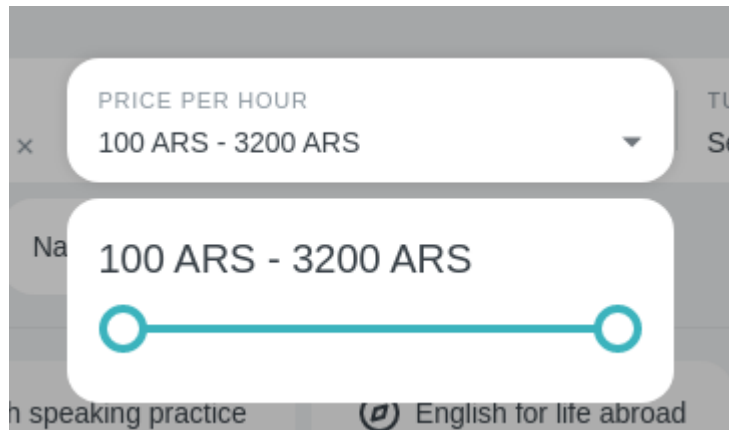 PRICE PER HOUR
100 ARS - 3200 ARS
100 ARS - 3200 ARS
speaking practice
English for life abroad